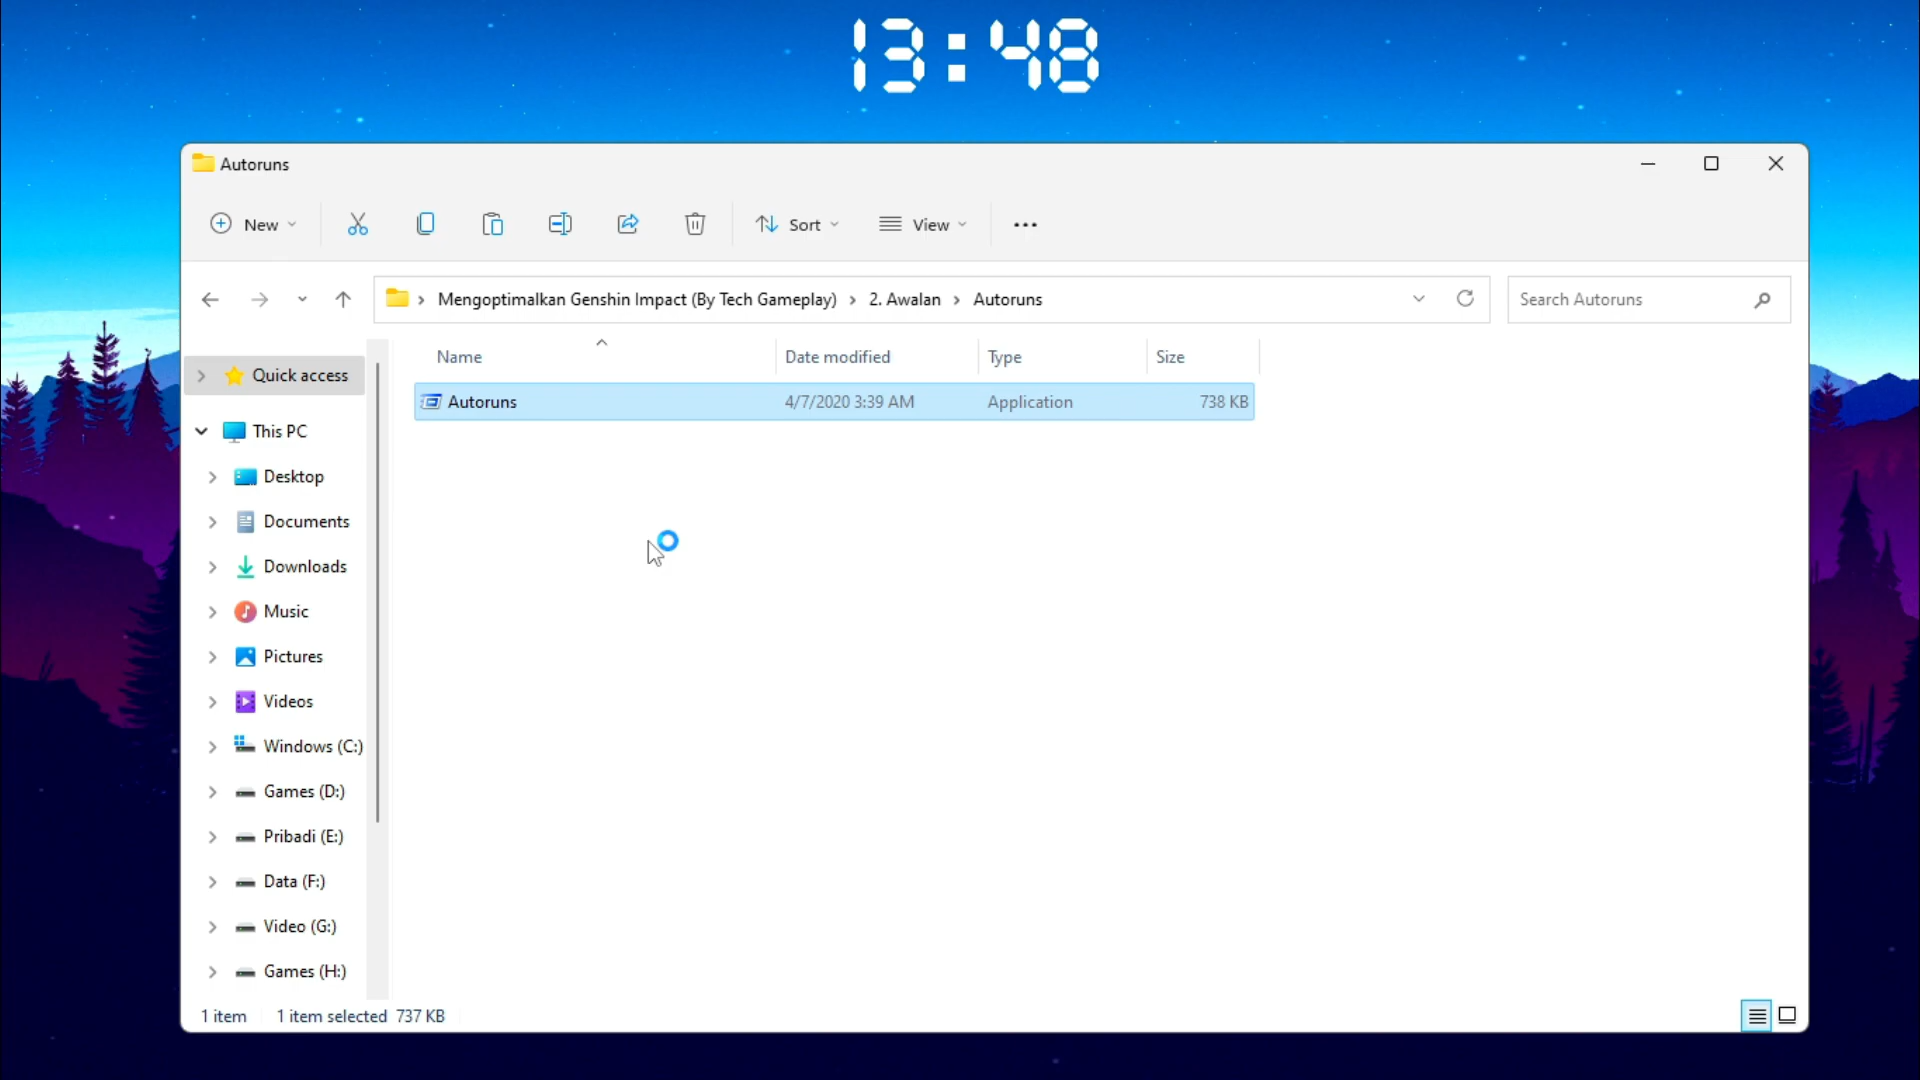 13:48
Autoruns
New
Sort
View
Mengoptimalkan Genshin Impact (By Tech Gameplay) > 2. Awalan > Autoruns
Search Autoruns
Name Date modified Type Size
Autoruns 4/7/2020 3:39 AM Application 738 KB
Quick access
This PC
Desktop
Documents
Downloads
Music
Pictures
Videos
Windows (C:)
Games (D:)
Pribadi (E:)
Data (F:)
Video (G:)
Games (H:)
1 item 1 item selected 737 KB